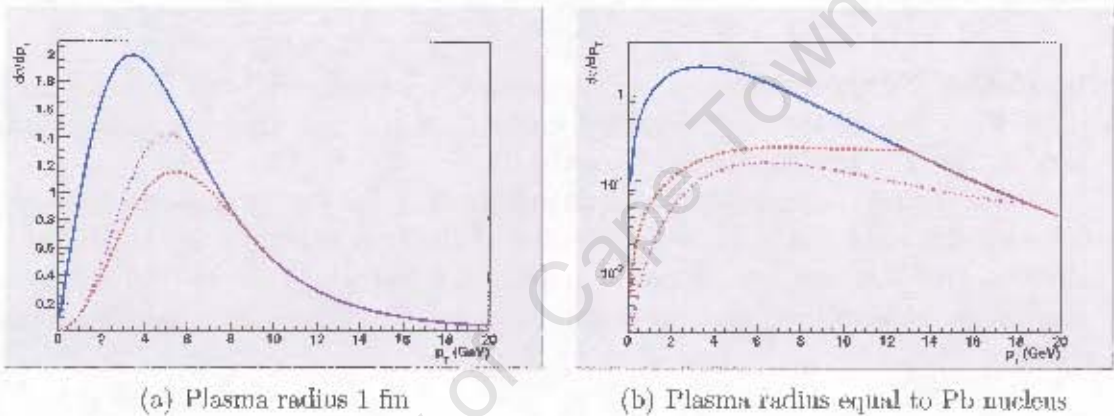 dσ/dp_T
2
1.8
1.6
1.4
1.2
1
0.8
0.6
0.4
0.2
0 2 4 6 8 10 12 14 16 18 20
p_T (GeV)
dσ/dp_T
1
10
10
0 2 4 6 8 10 12 14 16 18 20
p_T (GeV)
(a) Plasma radius 1 fm
(b) Plasma radius equal to Pb nucleus
Cape Town